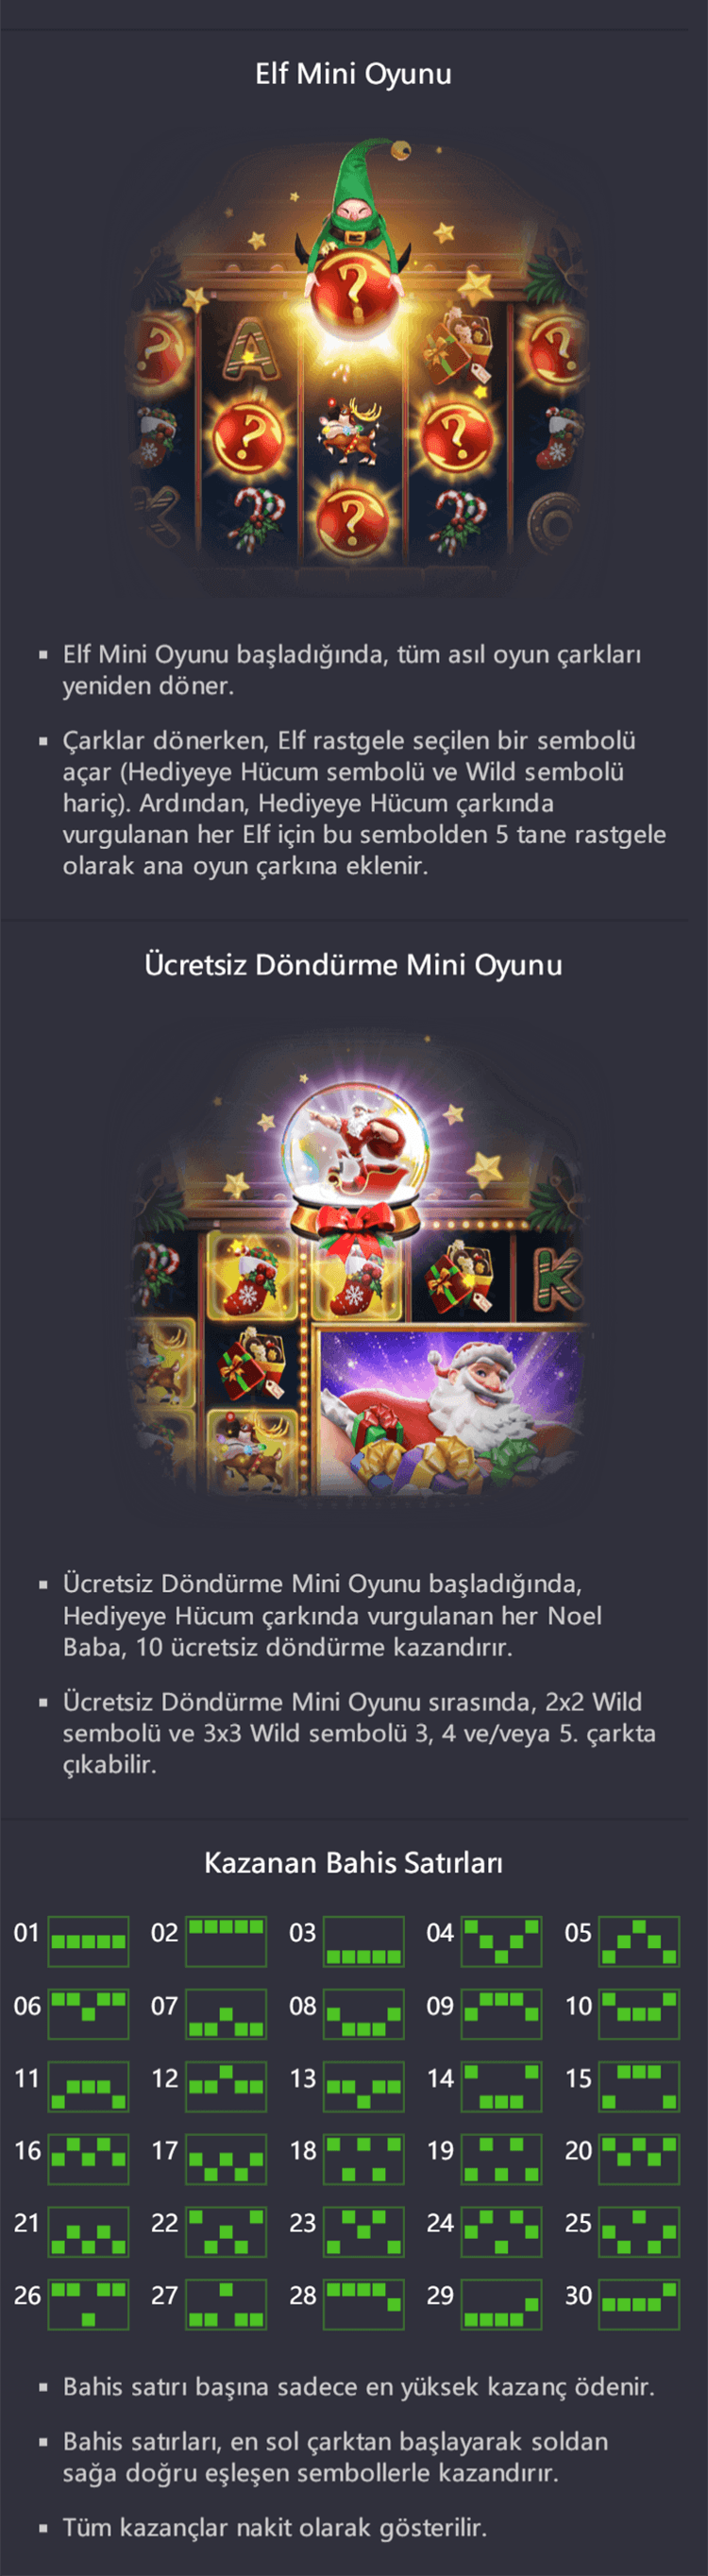 Elf Mini Oyunu
? ? A ? ?
? ?
K ?
Elf Mini Oyunu başladığında, tüm asıl oyun çarkları
yeniden döner.
Çarklar dönerken, Elf rastgele seçilen bir sembolü
açar (Hediyeye Hücum sembolü ve Wild sembolü
hariç). Ardından, Hediyeye Hücum çarkında
vurgulanan her Elf için bu sembolden 5 tane rastgele
olarak ana oyun çarkına eklenir.
Ücretsiz Döndürme Mini Oyunu
K
Ücretsiz Döndürme Mini Oyunu başladığında,
Hediyeye Hücum çarkında vurgulanan her Noel
Baba, 10 ücretsiz döndürme kazandırır.
Ücretsiz Döndürme Mini Oyunu sırasında, 2x2 Wild
sembolü ve 3x3 Wild sembolü 3, 4 ve/veya 5. çarkta
çıkabilir.
Kazanan Bahis Satırları
01 02 03 04 05
06 07 08 09 10
11 12 13 14 15
16 17 18 19 20
21 22 23 24 25
26 27 28 29 30
Bahis satırı başına sadece en yüksek kazanç ödenir.
Bahis satırları, en sol çarktan başlayarak soldan
sağa doğru eşleşen sembollerle kazandırır.
Tüm kazançlar nakit olarak gösterilir.